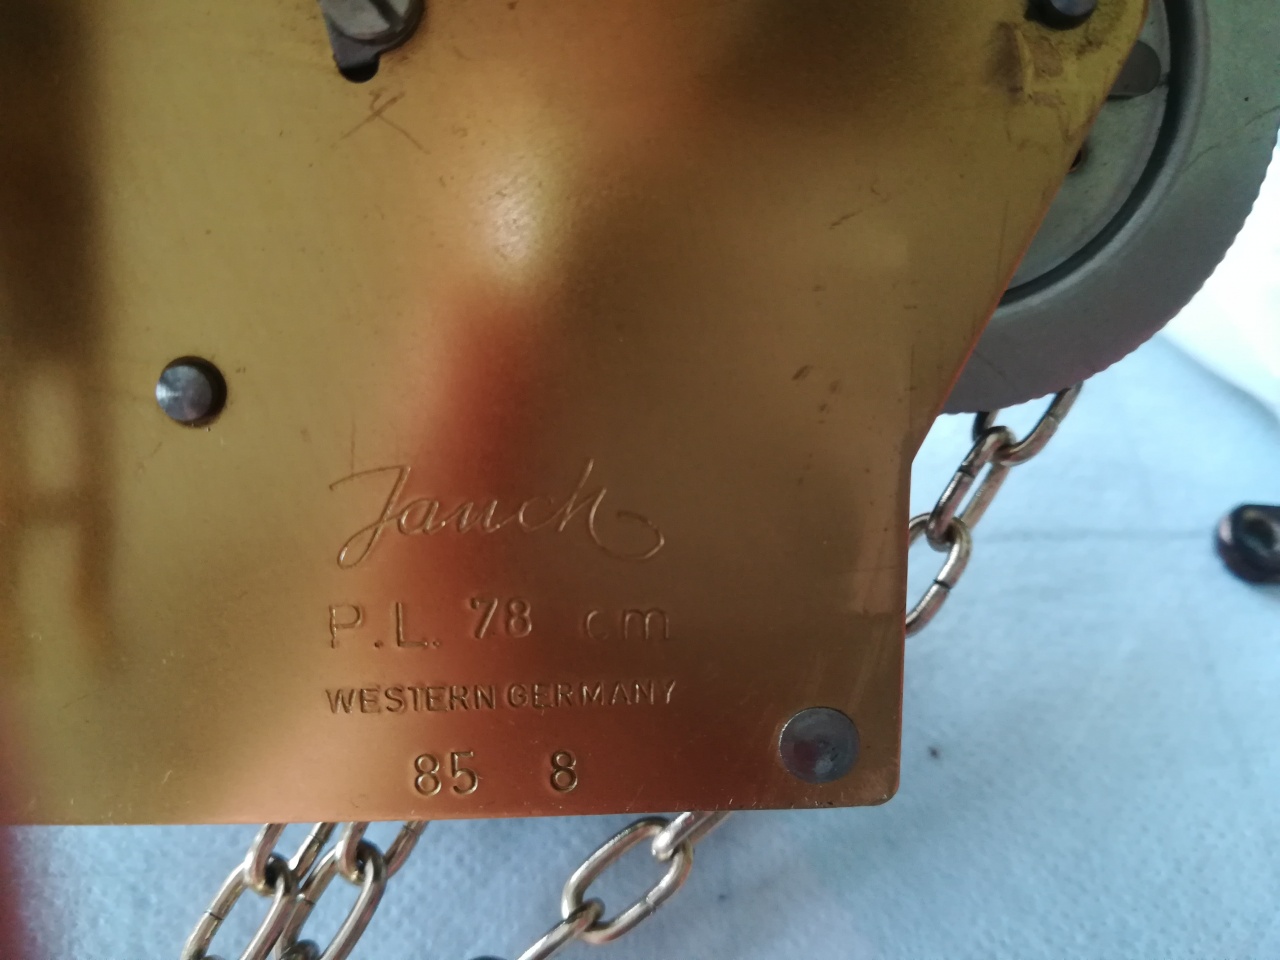 Jauch
P.L. 78 cm
WESTERN GERMANY
85 8